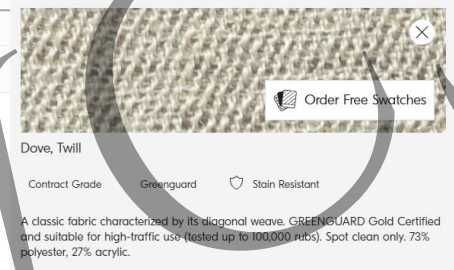 Order Free Swatches
Dove, Twill
Contract Grade Greenguard Stain Resistant
A classic fabric characterized by its diagonal weave. GREENGUARD Gold Certified
and suitable for high-traffic use (tested up to 100,000 rubs). Spot clean only. 73%
polyester, 27% acrylic.